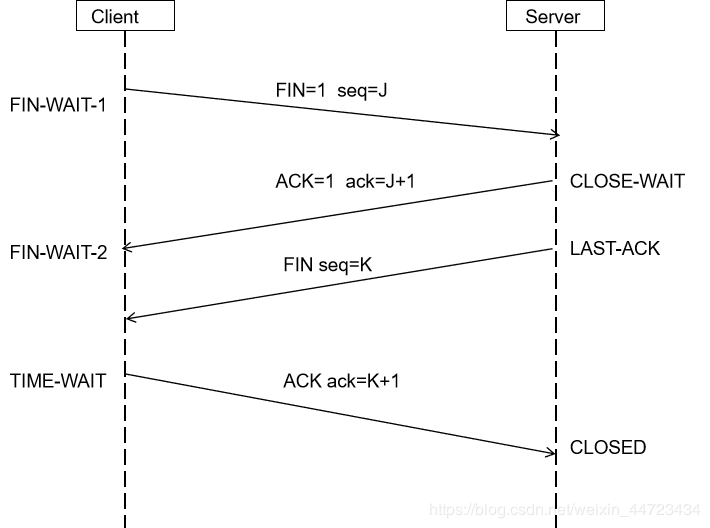 Client
Server
FIN=1 seq=J
FIN-WAIT-1
ACK=1 ack=J+1
CLOSE-WAIT
FIN-WAIT-2
LAST-ACK
FIN seq=K
TIME-WAIT
ACK ack=K+1
CLOSED
https://blog.csdn.net/weixin_44723434